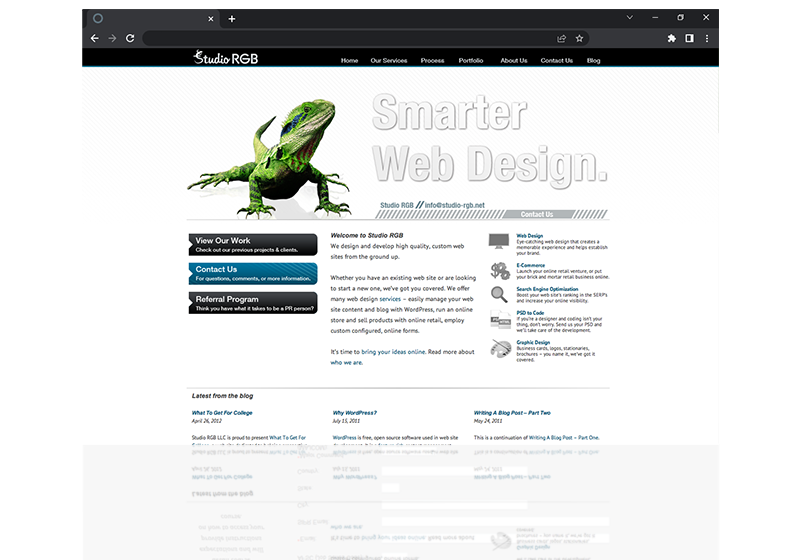 Studio RGB
Home Our Services Process Portfolio About Us Contact Us Blog
Smarter
Web Design.
Studio RGB // info@studio-rgb.net
Contact Us
View Our Work
Check out our previous projects & clients.
Contact Us
For questions, comments, or more information.
Referral Program
Think you have what it takes to be a PR person?
Welcome to Studio RGB
We design and develop high quality, custom web
sites from the ground up.
Whether you have an existing web site or are looking
to start a new one, we've got you covered. We offer
many web design services – easily manage your web
site content and blog with WordPress, run an online
store and sell products with online retail, employ
custom configured, online forms.
It's time to bring your ideas online. Read more about
who we are.
Web Design
Eye-catching web design that creates a
memorable experience and helps establish
your brand.
E-Commerce
Launch your online retail venture, or put
your brick and mortar retail business online.
Search Engine Optimization
Boost your web site's ranking in the SERP's
and increase your online visibility.
PSD to Code
If you're a designer and coding isn't your
thing, don't worry. Send us your PSD and
we'll take care of the development.
Graphic Design
Business cards, logos, stationaries,
brochures – you name it, we've got it
covered.
Latest from the blog
What To Get For College
April 26, 2012
Studio RGB LLC is proud to present What To Get For
Why WordPress?
July 15, 2011
WordPress is free, open source software used in web site
Writing A Blog Post – Part Two
May 24, 2011
This is a continuation of Writing A Blog Post – Part One.